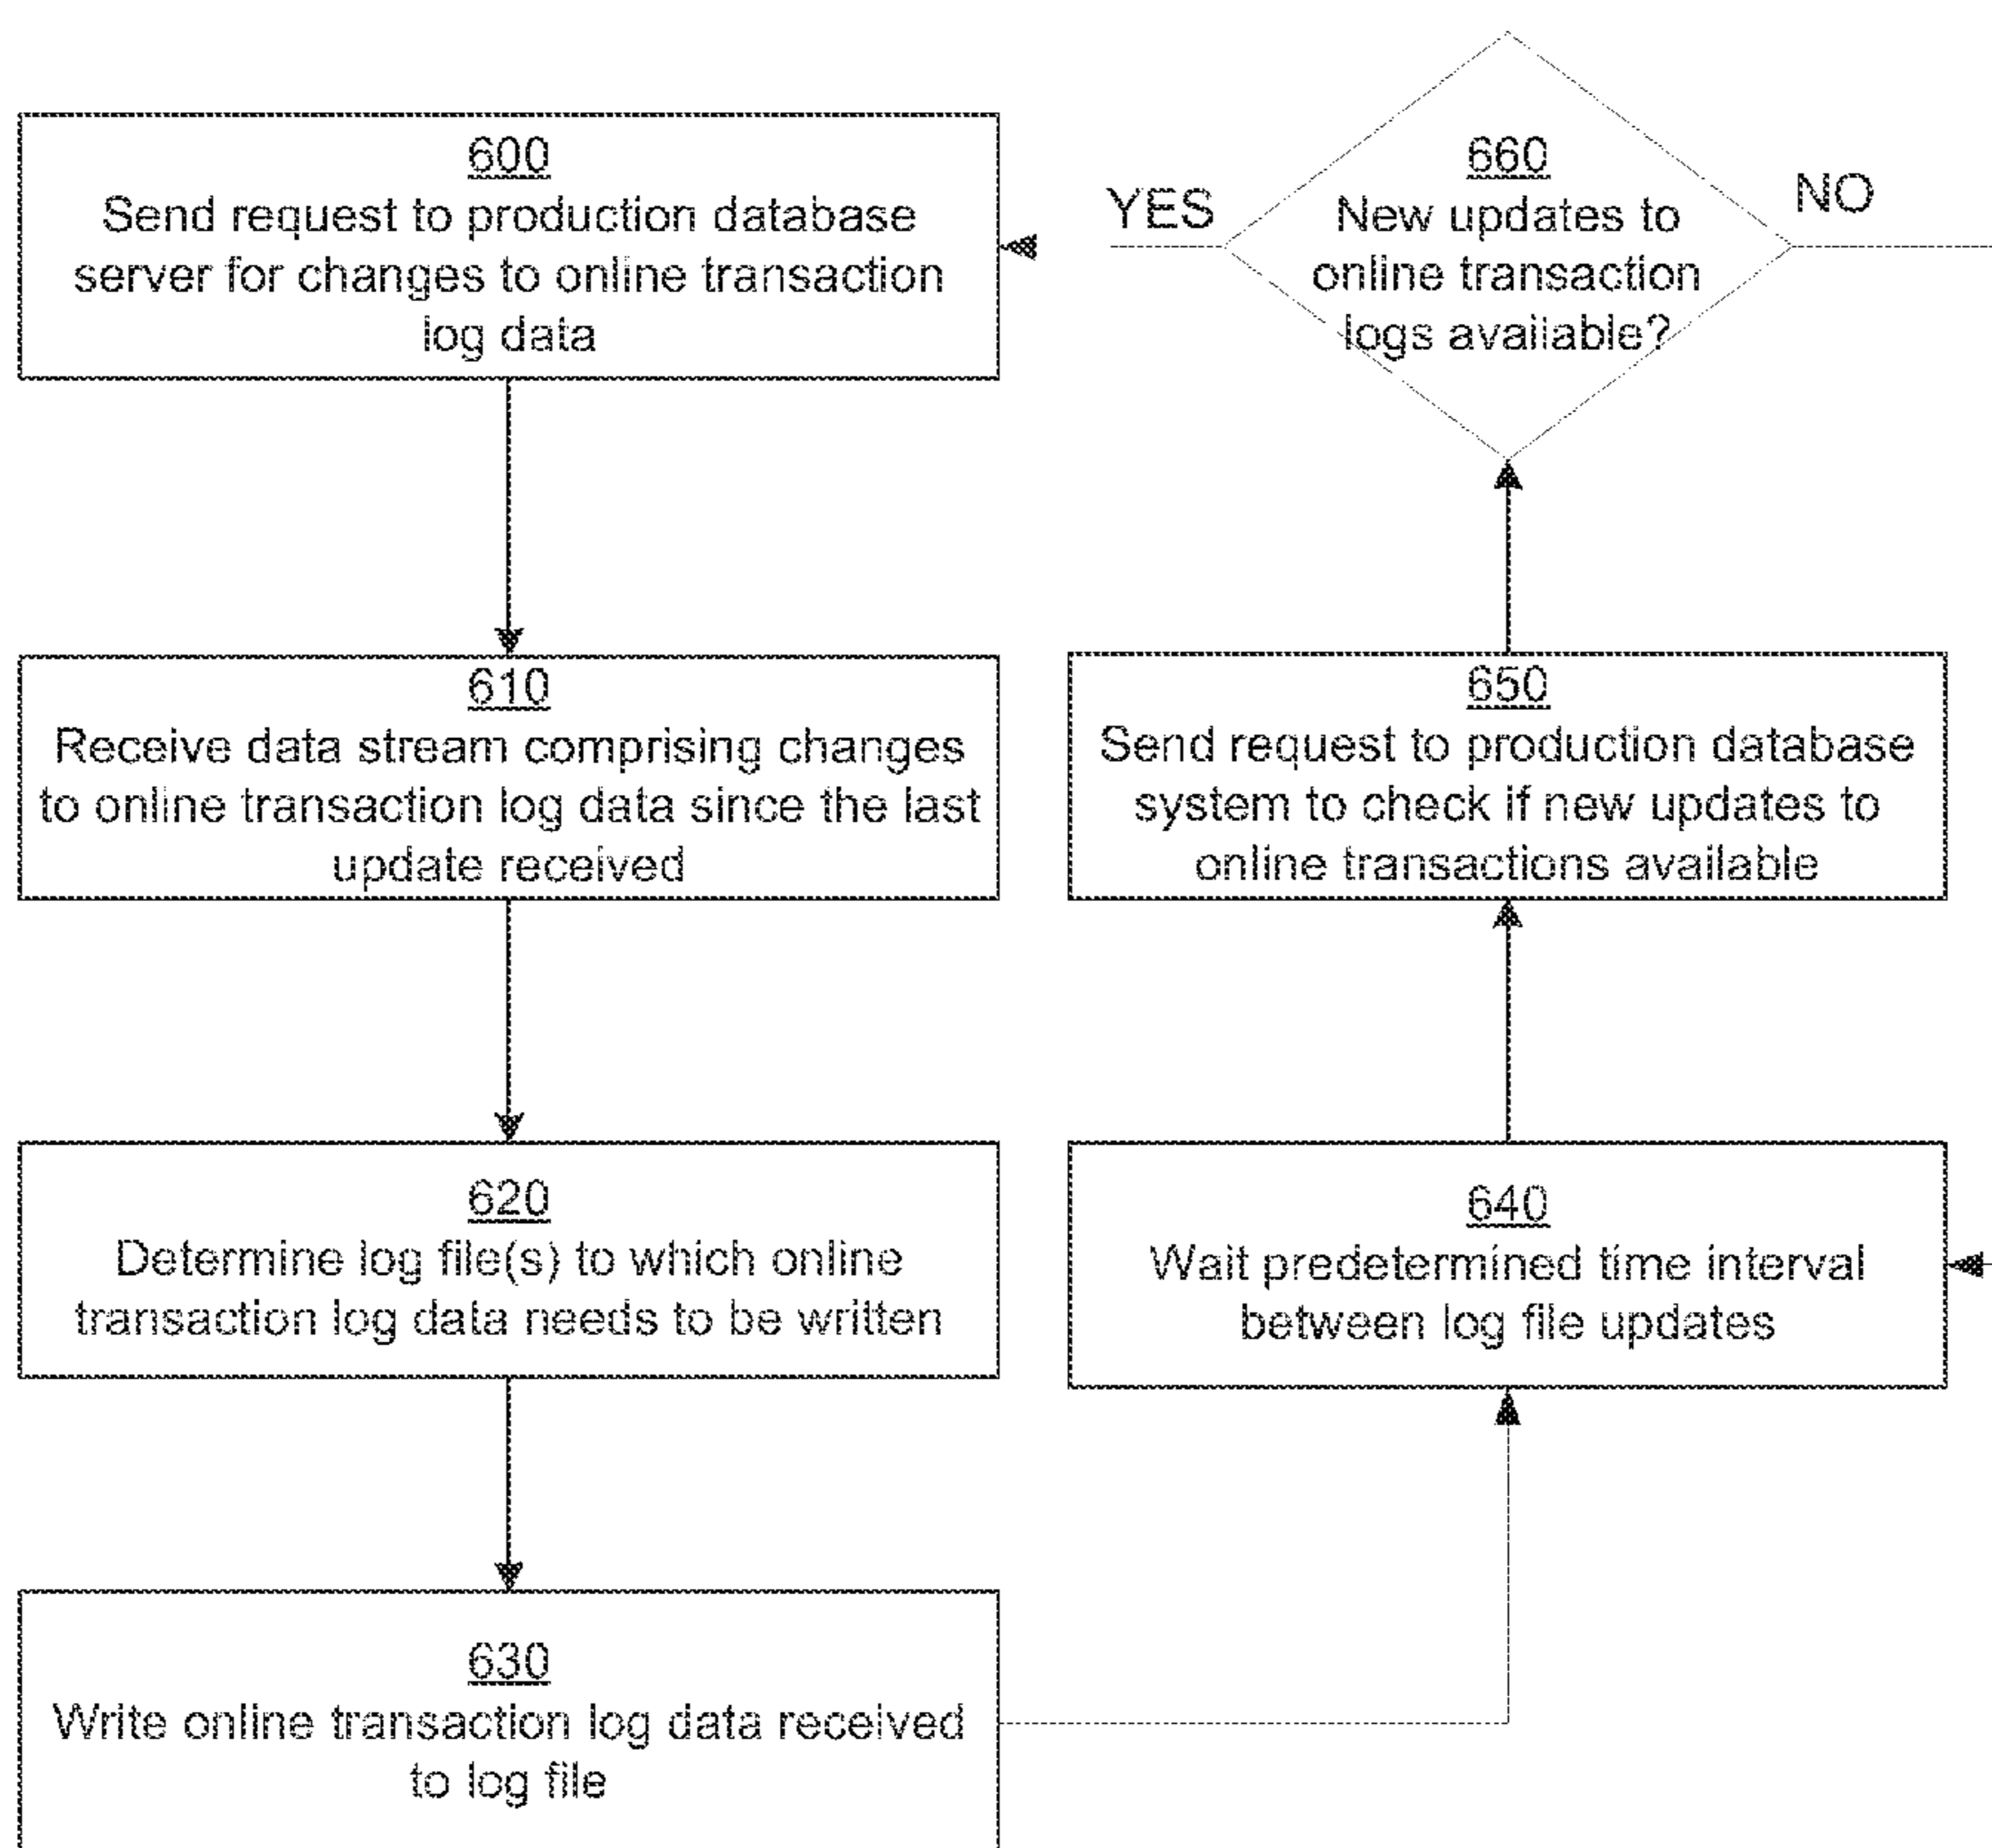 600
Send request to production database
server for changes to online transaction
log data
610
Receive data stream comprising changes
to online transaction log data since the last
update received
620
Determine log file(s) to which online
transaction log data needs to be written
630
Write online transaction log data received
to log file
660
New updates to
online transaction
logs available?
YES
NO
650
Send request to production database
system to check if new updates to
online transactions available
640
Wait predetermined time interval
between log file updates